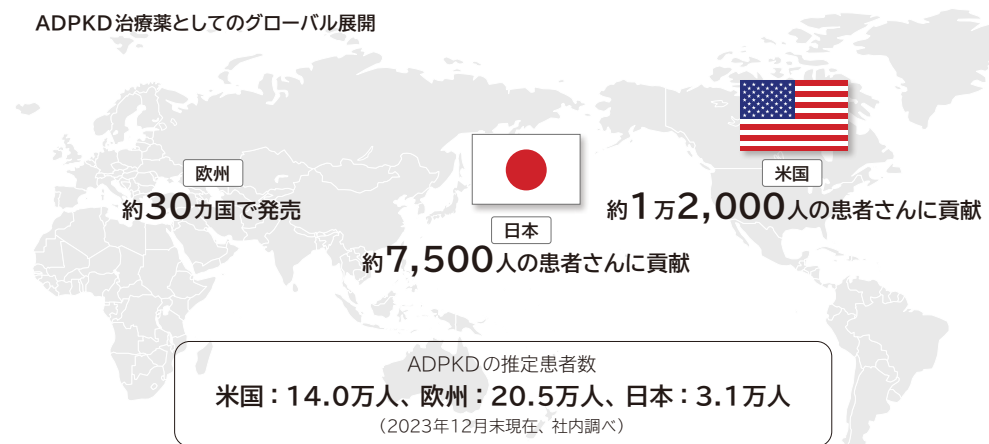 ADPKD治療薬としてのグローバル展開
欧州
約30カ国で発売
日本
約7,500人の患者さんに貢献
米国
約1万2,000人の患者さんに貢献
ADPKDの推定患者数
米国：14.0万人、欧州：20.5万人、日本：3.1万人
（2023年12月末現在、社内調べ）